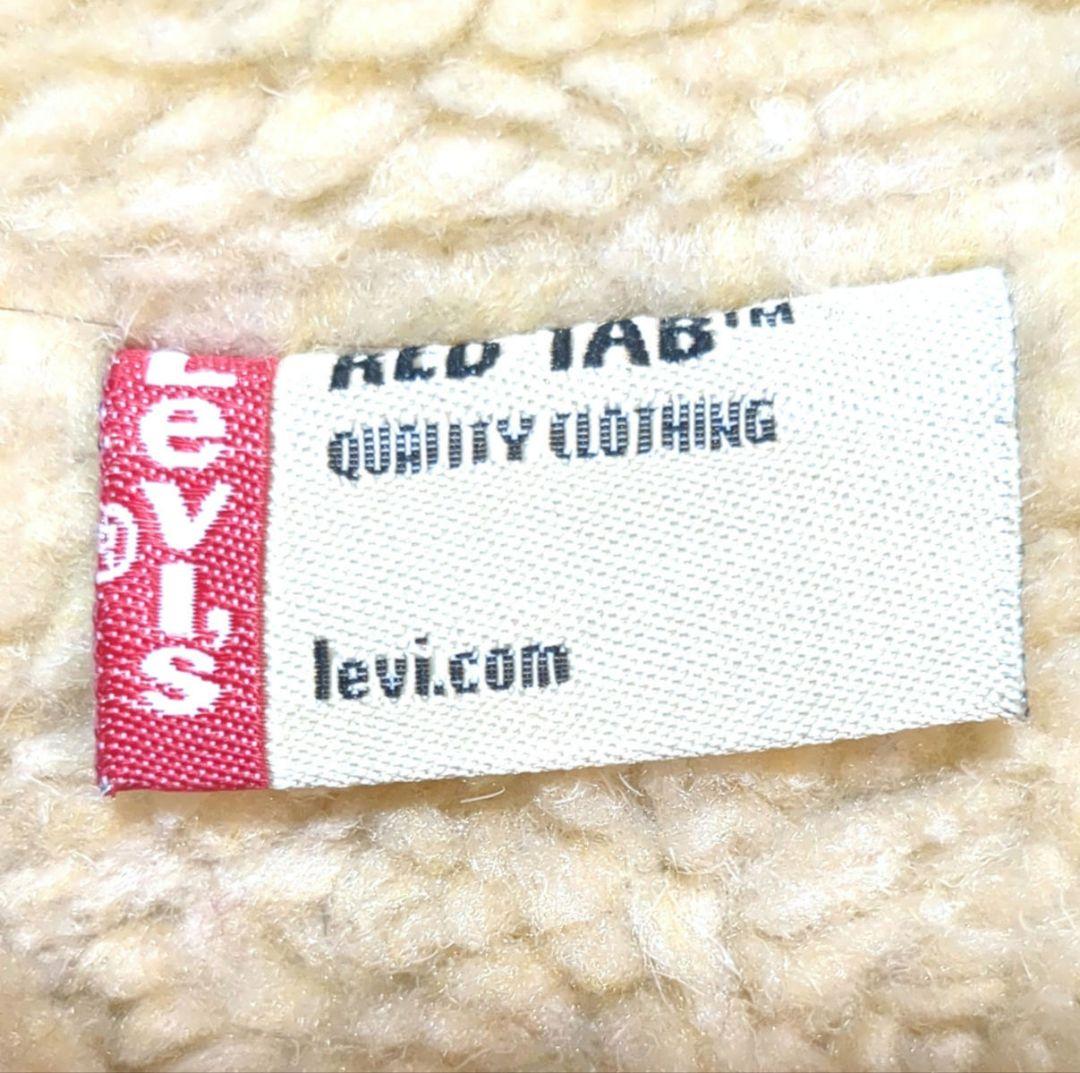 Levi's
®
RED TAB™
QUALITY CLOTHING
levi.com